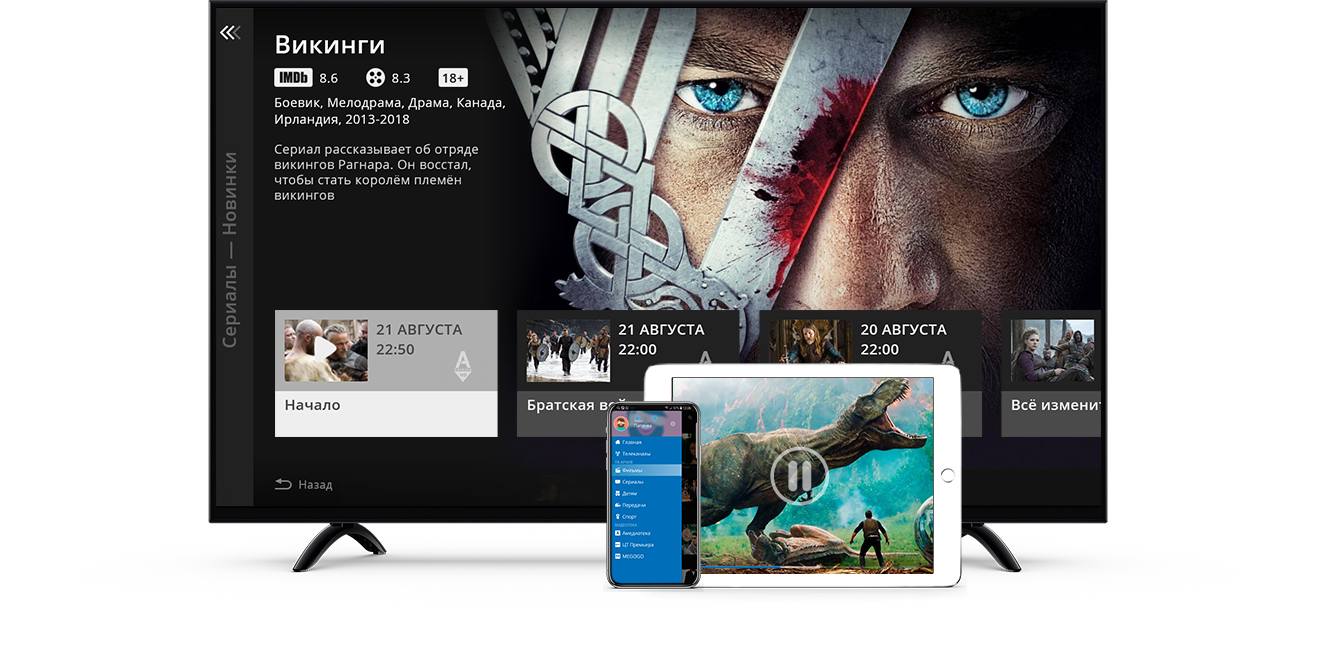 Викинги
IMDb 8.6 8.3 18+
Боевик, Мелодрама, Драма, Канада,
Ирландия, 2013-2018
Сериал рассказывает об отряде
викингов Рагнара. Он восстал,
чтобы стать королём племён
викингов
Сериалы — Новинки
21 АВГУСТА
22:50
Начало
21 АВГУСТА
22:00
Братская
20 АВГУСТА
22:00
Всё изменит
Назад
Главная
Телеканалы
Фильмы
Сериалы
Детям
Передачи
Спорт
Амедиатека
ЦТ Премьера
MEGOGO